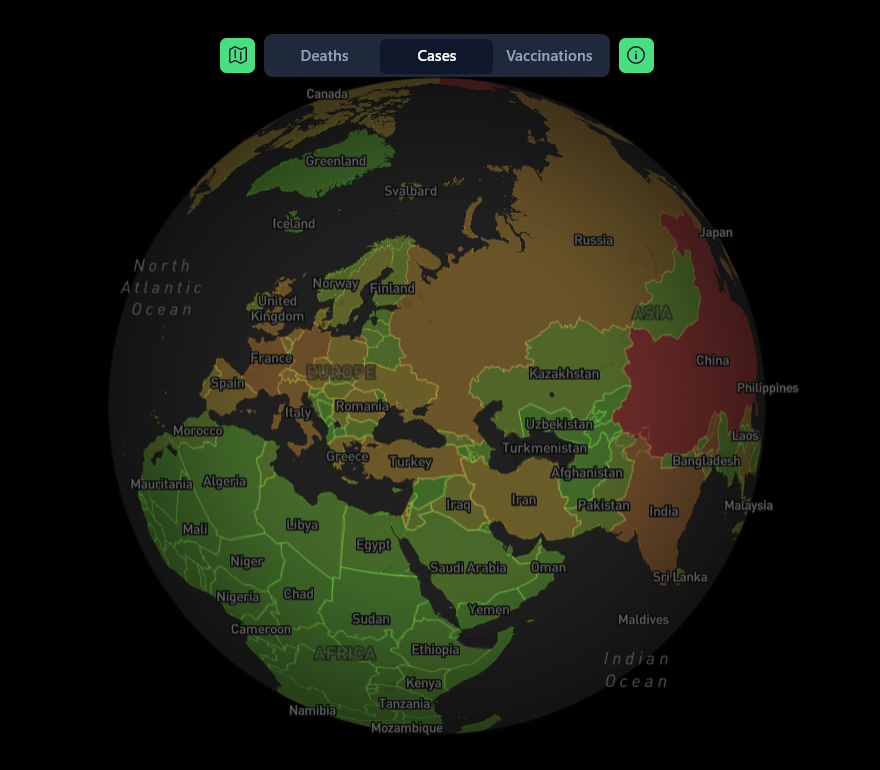 Deaths
Cases
Vaccinations
Canada
Greenland
Svalbard
Iceland
Japan
Russia
North
Atlantic
Ocean
Norway
Finland
United
Kingdom
ASIA
France
EUROPE
China
Kazakhstan
Spain
Philippines
Romania
Italy
Uzbekistan
Morocco
Laos
Turkmenistan
Greece
Turkey
Bangladesh
Afghanistan
Mauritania
Algeria
Iran
Iraq
Pakistan
Malaysia
India
Libya
Mali
Egypt
Niger
Saudi Arabia
Oman
Sri Lanka
Chad
Nigeria
Yemen
Sudan
Maldives
Cameroon
Ethiopia
AFRICA
Indian
Ocean
Kenya
Tanzania
Namibia
Mozambique